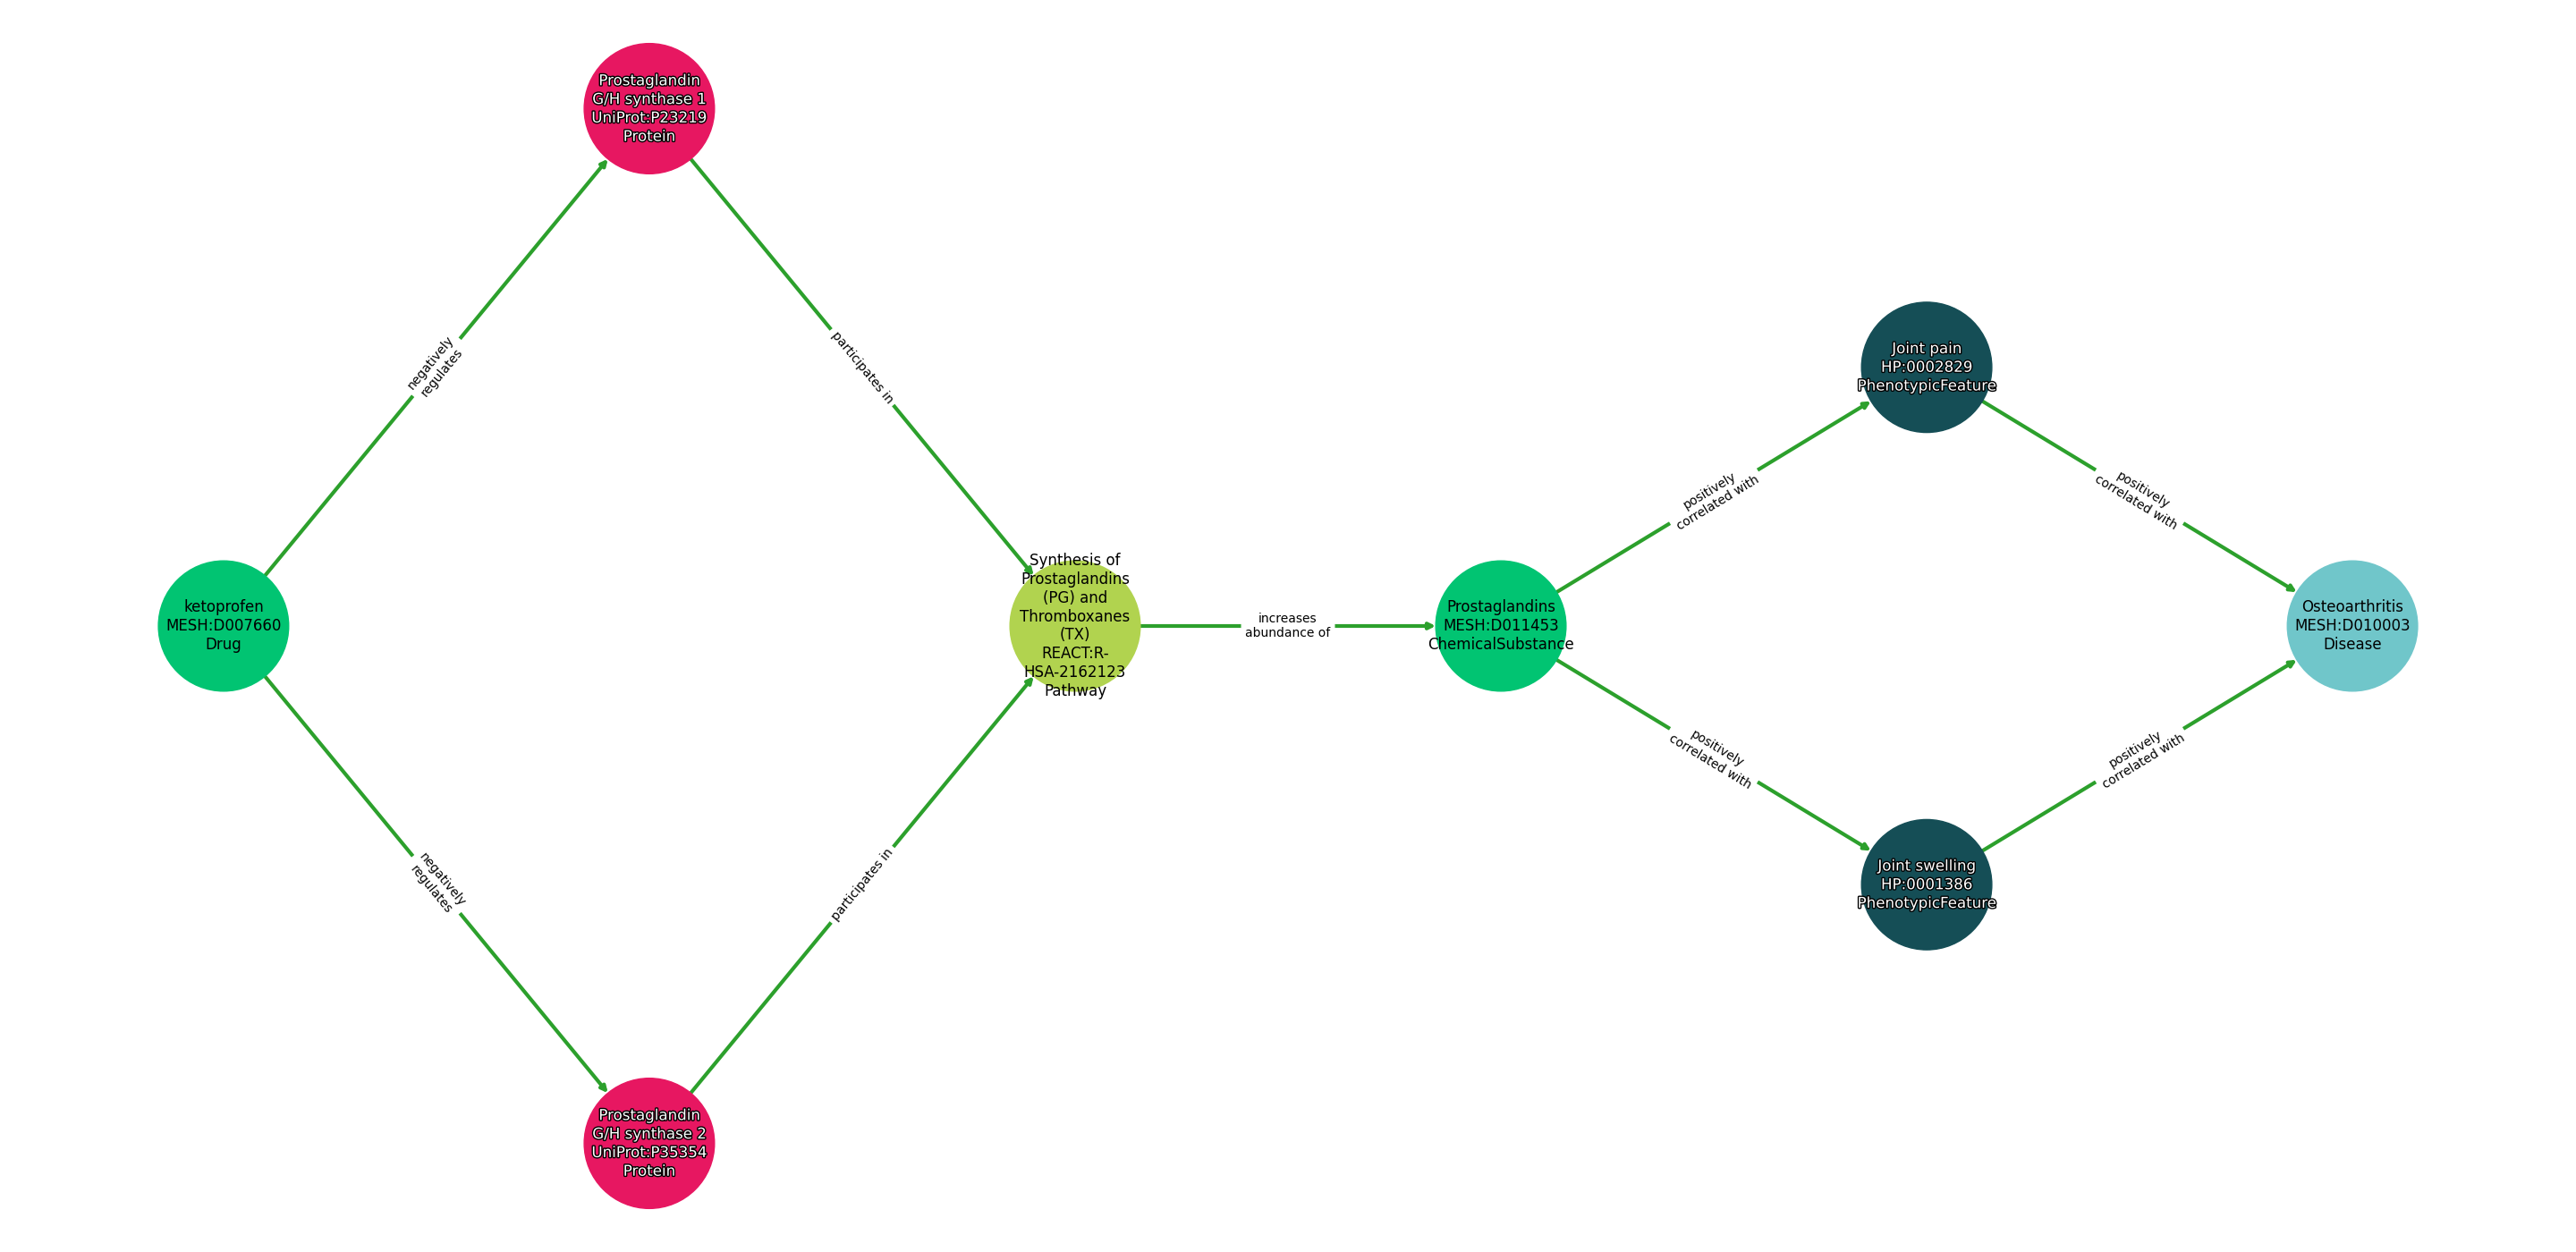 Prostaglandin
G/H synthase 1
UniProt:P23219
Protein
negatively
regulates
participates in
Joint pain
HP:0002829
PhenotypicFeature
positively
correlated with
positively
correlated with
ketoprofen
MESH:D007660
Drug
Synthesis of
Prostaglandins
(PG) and
Thromboxanes
(TX)
REACT:R-
HSA-2162123
Pathway
increases
abundance of
Prostaglandins
MESH:D011453
ChemicalSubstance
Osteoarthritis
MESH:D010003
Disease
positively
correlated with
positively
correlated with
negatively
regulates
participates in
Joint swelling
HP:0001386
PhenotypicFeature
Prostaglandin
G/H synthase 2
UniProt:P35354
Protein